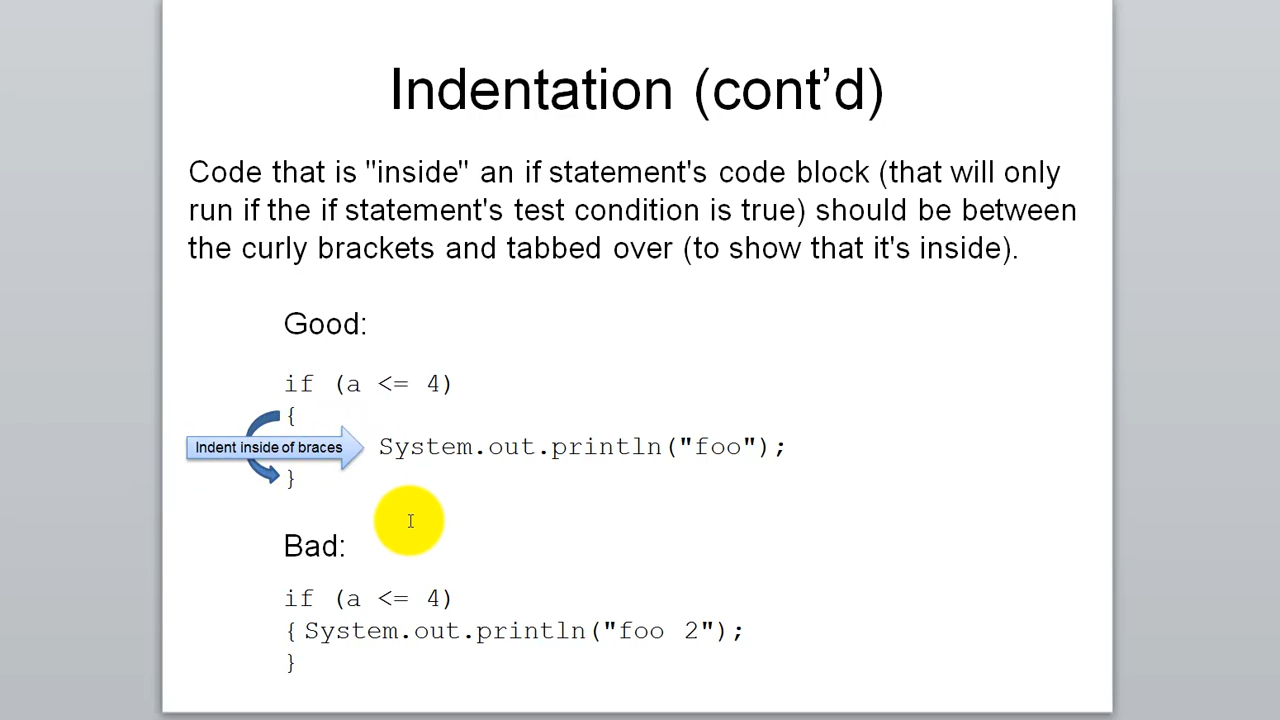 Indentation (cont’d)
Code that is "inside" an if statement's code block (that will only
run if the if statement's test condition is true) should be between
the curly brackets and tabbed over (to show that it's inside).
Good:
if (a <= 4)
{
Indent inside of braces System.out.println("foo");
}
Bad:
if (a <= 4)
{ System.out.println("foo 2");
}